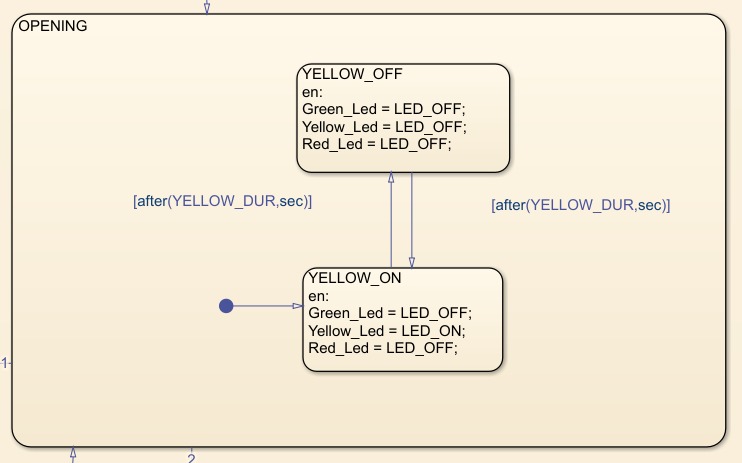 OPENING
YELLOW_OFF
en:
Green_Led = LED_OFF;
Yellow_Led = LED_OFF;
Red_Led = LED_OFF;
[after(YELLOW_DUR,sec)]
[after(YELLOW_DUR,sec)]
YELLOW_ON
en:
Green_Led = LED_OFF;
Yellow_Led = LED_ON;
Red_Led = LED_OFF;
1
2